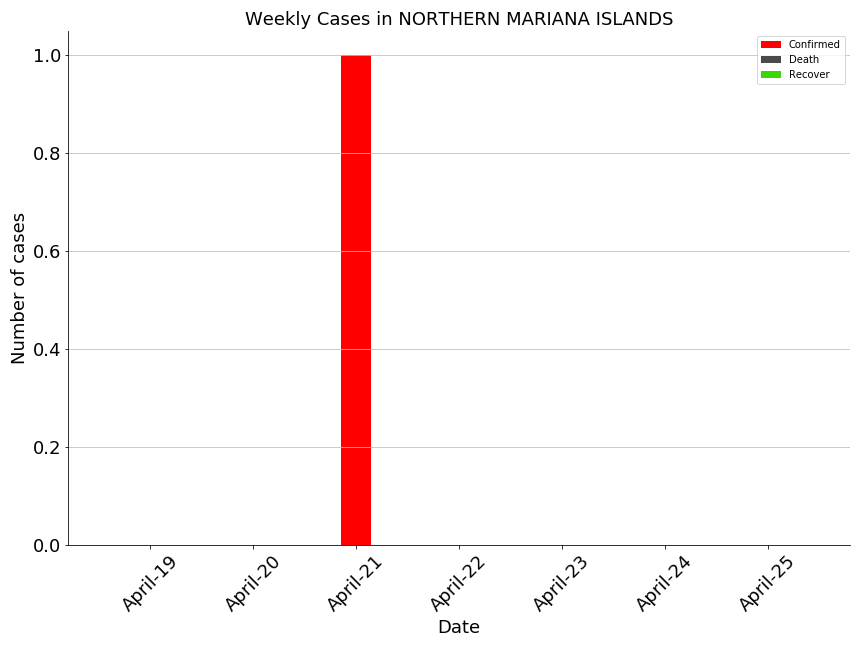 Weekly Cases in NORTHERN MARIANA ISLANDS
Confirmed
Death
Recover
Number of cases
1.0
0.8
0.6
0.4
0.2
0.0
April-19
April-20
April-21
April-22
April-23
April-24
April-25
Date